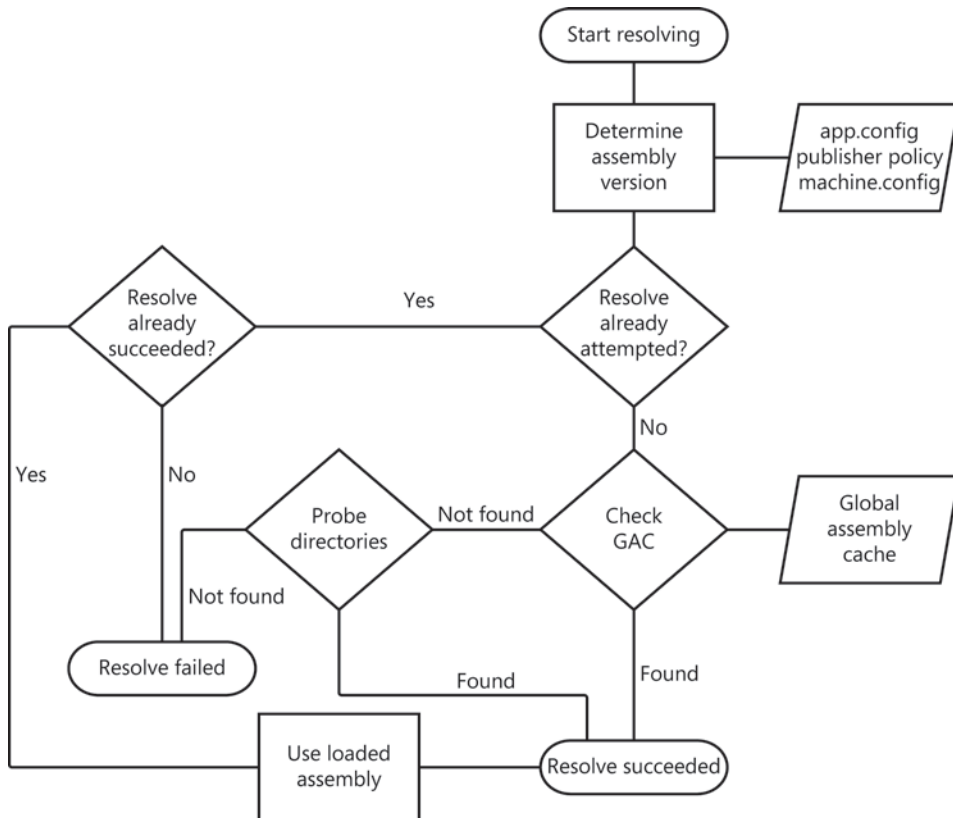 Start resolving
Determine
assembly
version
app.config
publisher policy
machine.config
Resolve
already
succeeded?
Yes
Resolve
already
attempted?
No
Yes
No
Probe
directories
Not found
Check
GAC
Global
assembly
cache
Not found
Resolve failed
Found
Found
Use loaded
assembly
Resolve succeeded